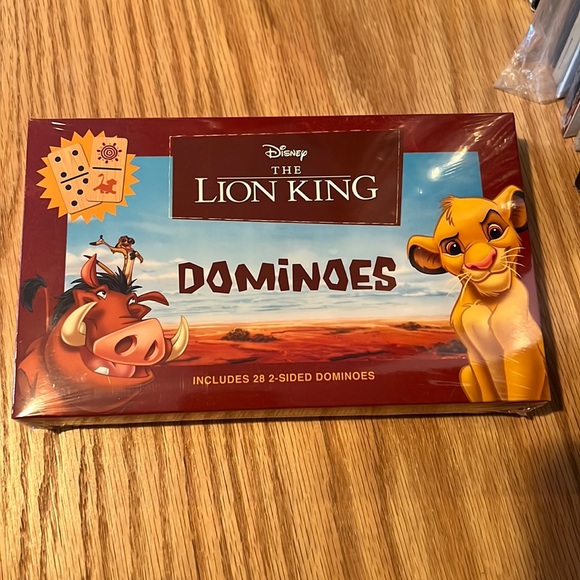 Disney
THE
LION KING
DOMINOES
INCLUDES 28 2-SIDED DOMINOES